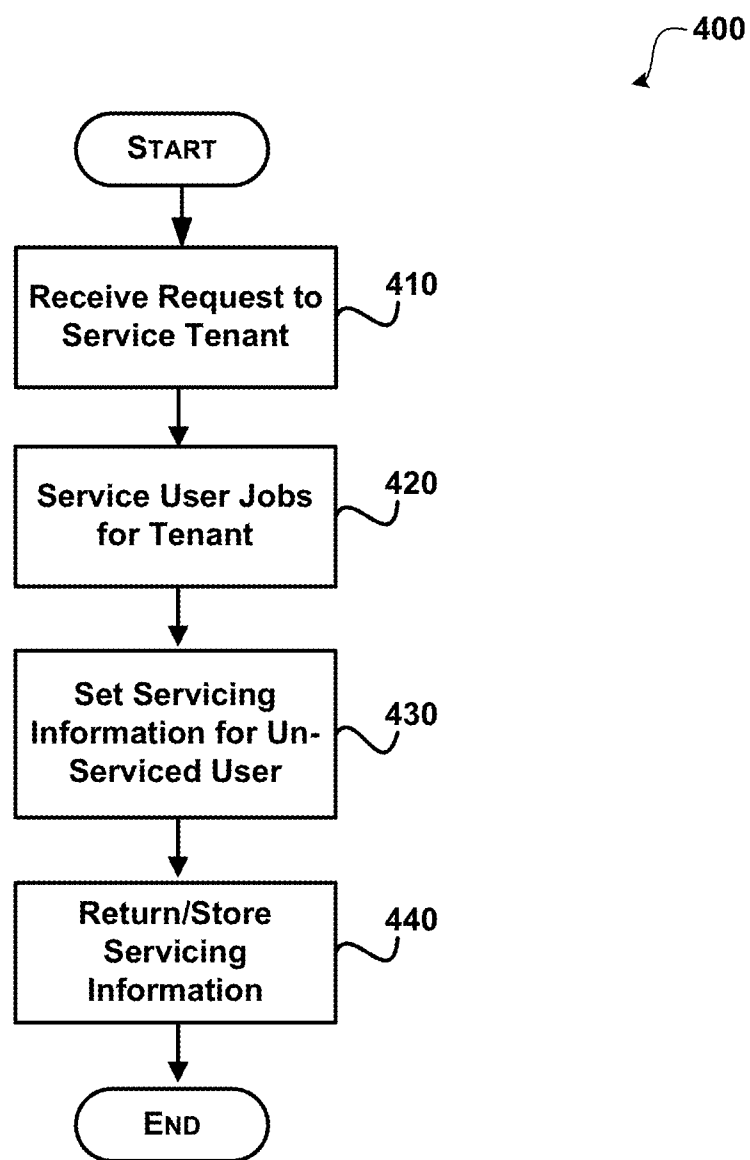 400
START
Receive Request to
Service Tenant
410
Service User Jobs
for Tenant
420
Set Servicing
Information for Un-
Serviced User
430
Return/Store
Servicing
Information
440
END